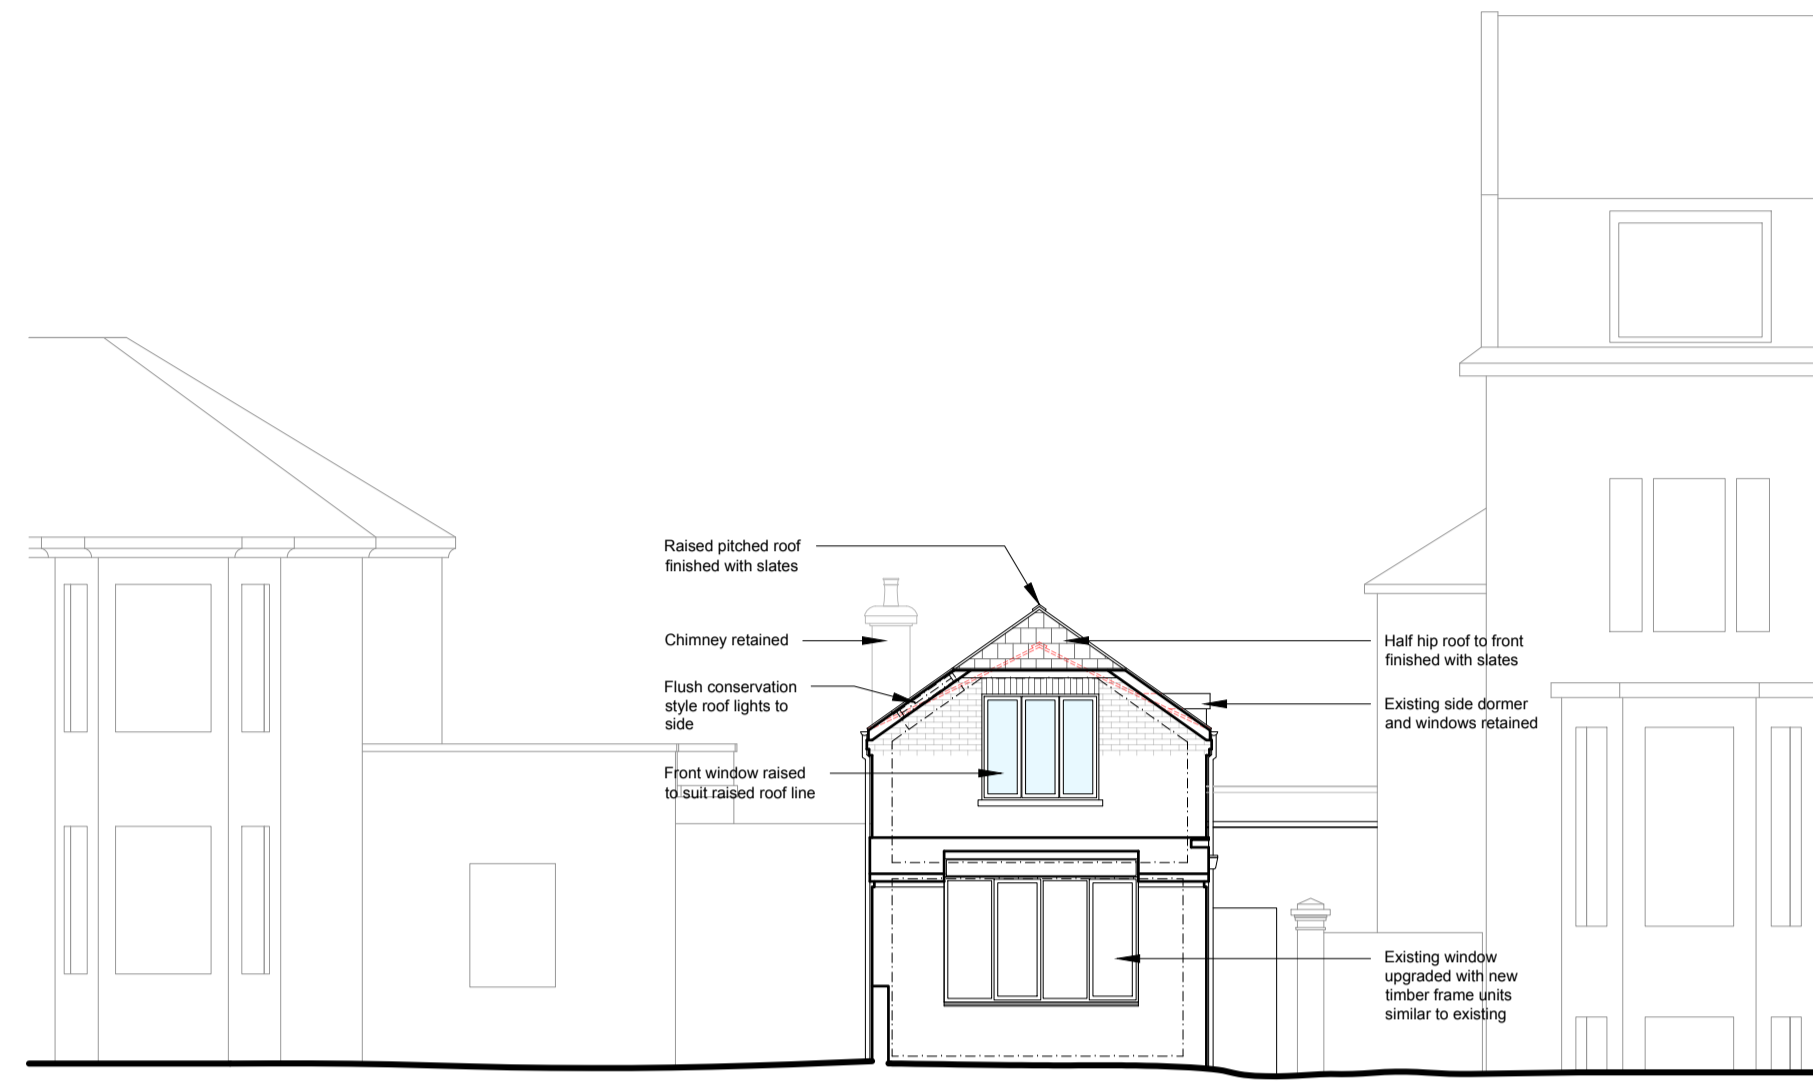 Raised pitched roof
finished with slates
Chimney retained
Flush conservation
style roof lights to
side
Front window raised
to suit raised roof line
Half hip roof to front
finished with slates
Existing side dormer
and windows retained
Existing window
upgraded with new
timber frame units
similar to existing